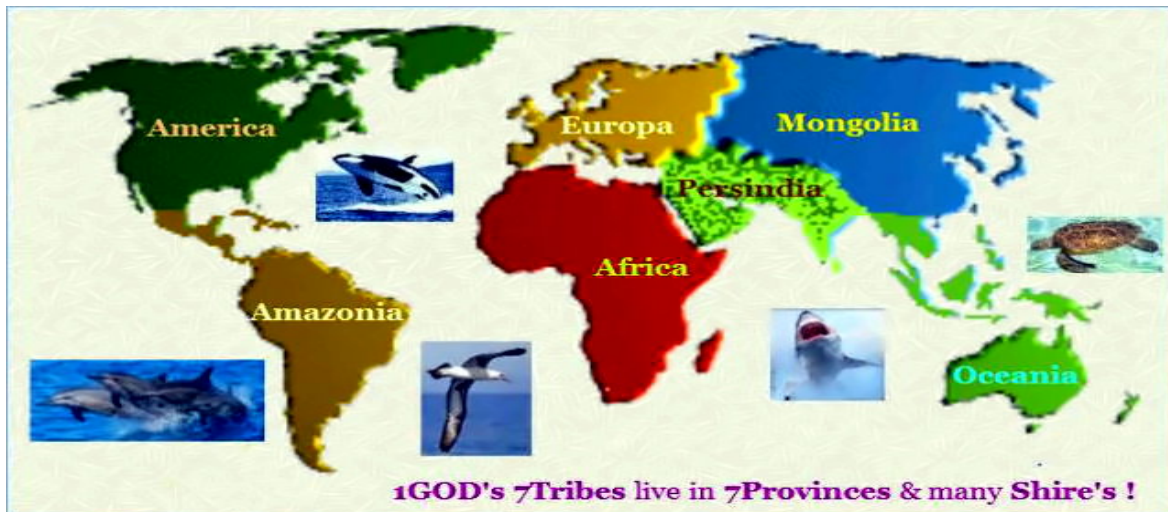 America
Europa
Mongolia
Persindia
Africa
Amazonia
Oceania
1GOD's 7Tribes live in 7Provinces & many Shire's !